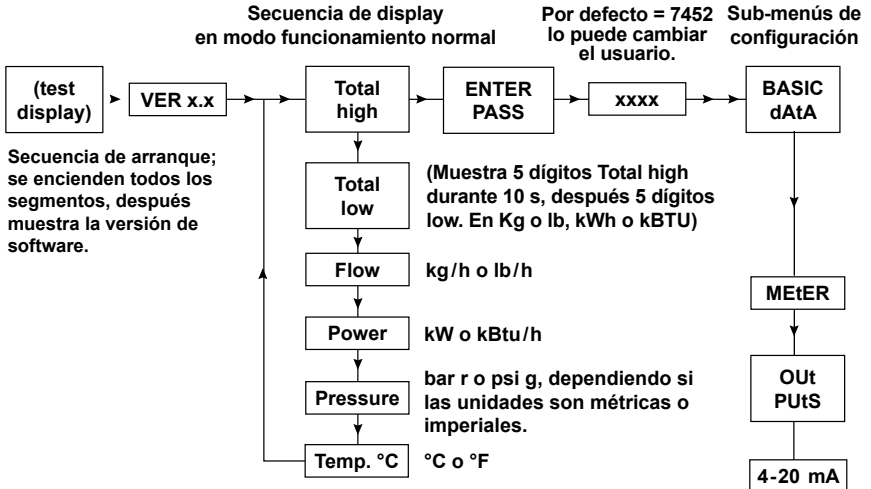 Secuencia de display
en modo funcionamiento normal
Por defecto = 7452
lo puede cambiar
el usuario.
Sub-menús de
configuración
(test
display)
VER x.x
Total
high
ENTER
PASS
xxxx
BASIC
dAtA
Secuencia de arranque;
se encienden todos los
segmentos, después
muestra la versión de
software.
Total
low
(Muestra 5 dígitos Total high
durante 10 s, después 5 dígitos
low. En Kg o lb, kWh o kBTU)
Flow
kg/h o lb/h
Power
kW o kBtu/h
Pressure
bar r o psi g, dependiendo si
las unidades son métricas o
imperiales.
Temp. °C
°C o °F
MEtER
OUt
PUtS
4-20 mA